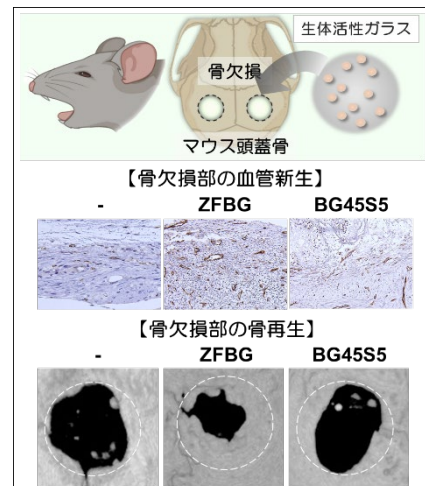 生体活性ガラス
骨欠損
マウス頭蓋骨
【骨欠損部の血管新生】
- ZFBG BG45S5
【骨欠損部の骨再生】
- ZFBG BG45S5